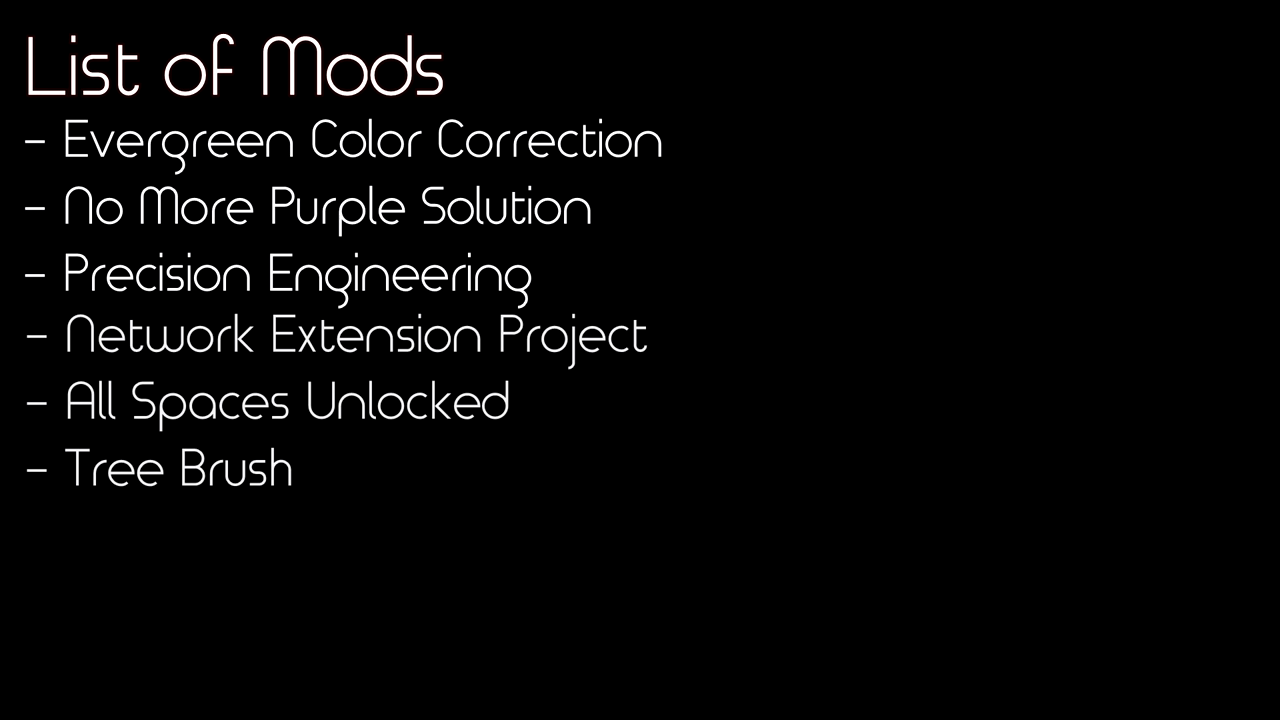 List of Mods
- Evergreen Color Correction
- No More Purple Solution
- Precision Engineering
- Network Extension Project
- All Spaces Unlocked
- Tree Brush